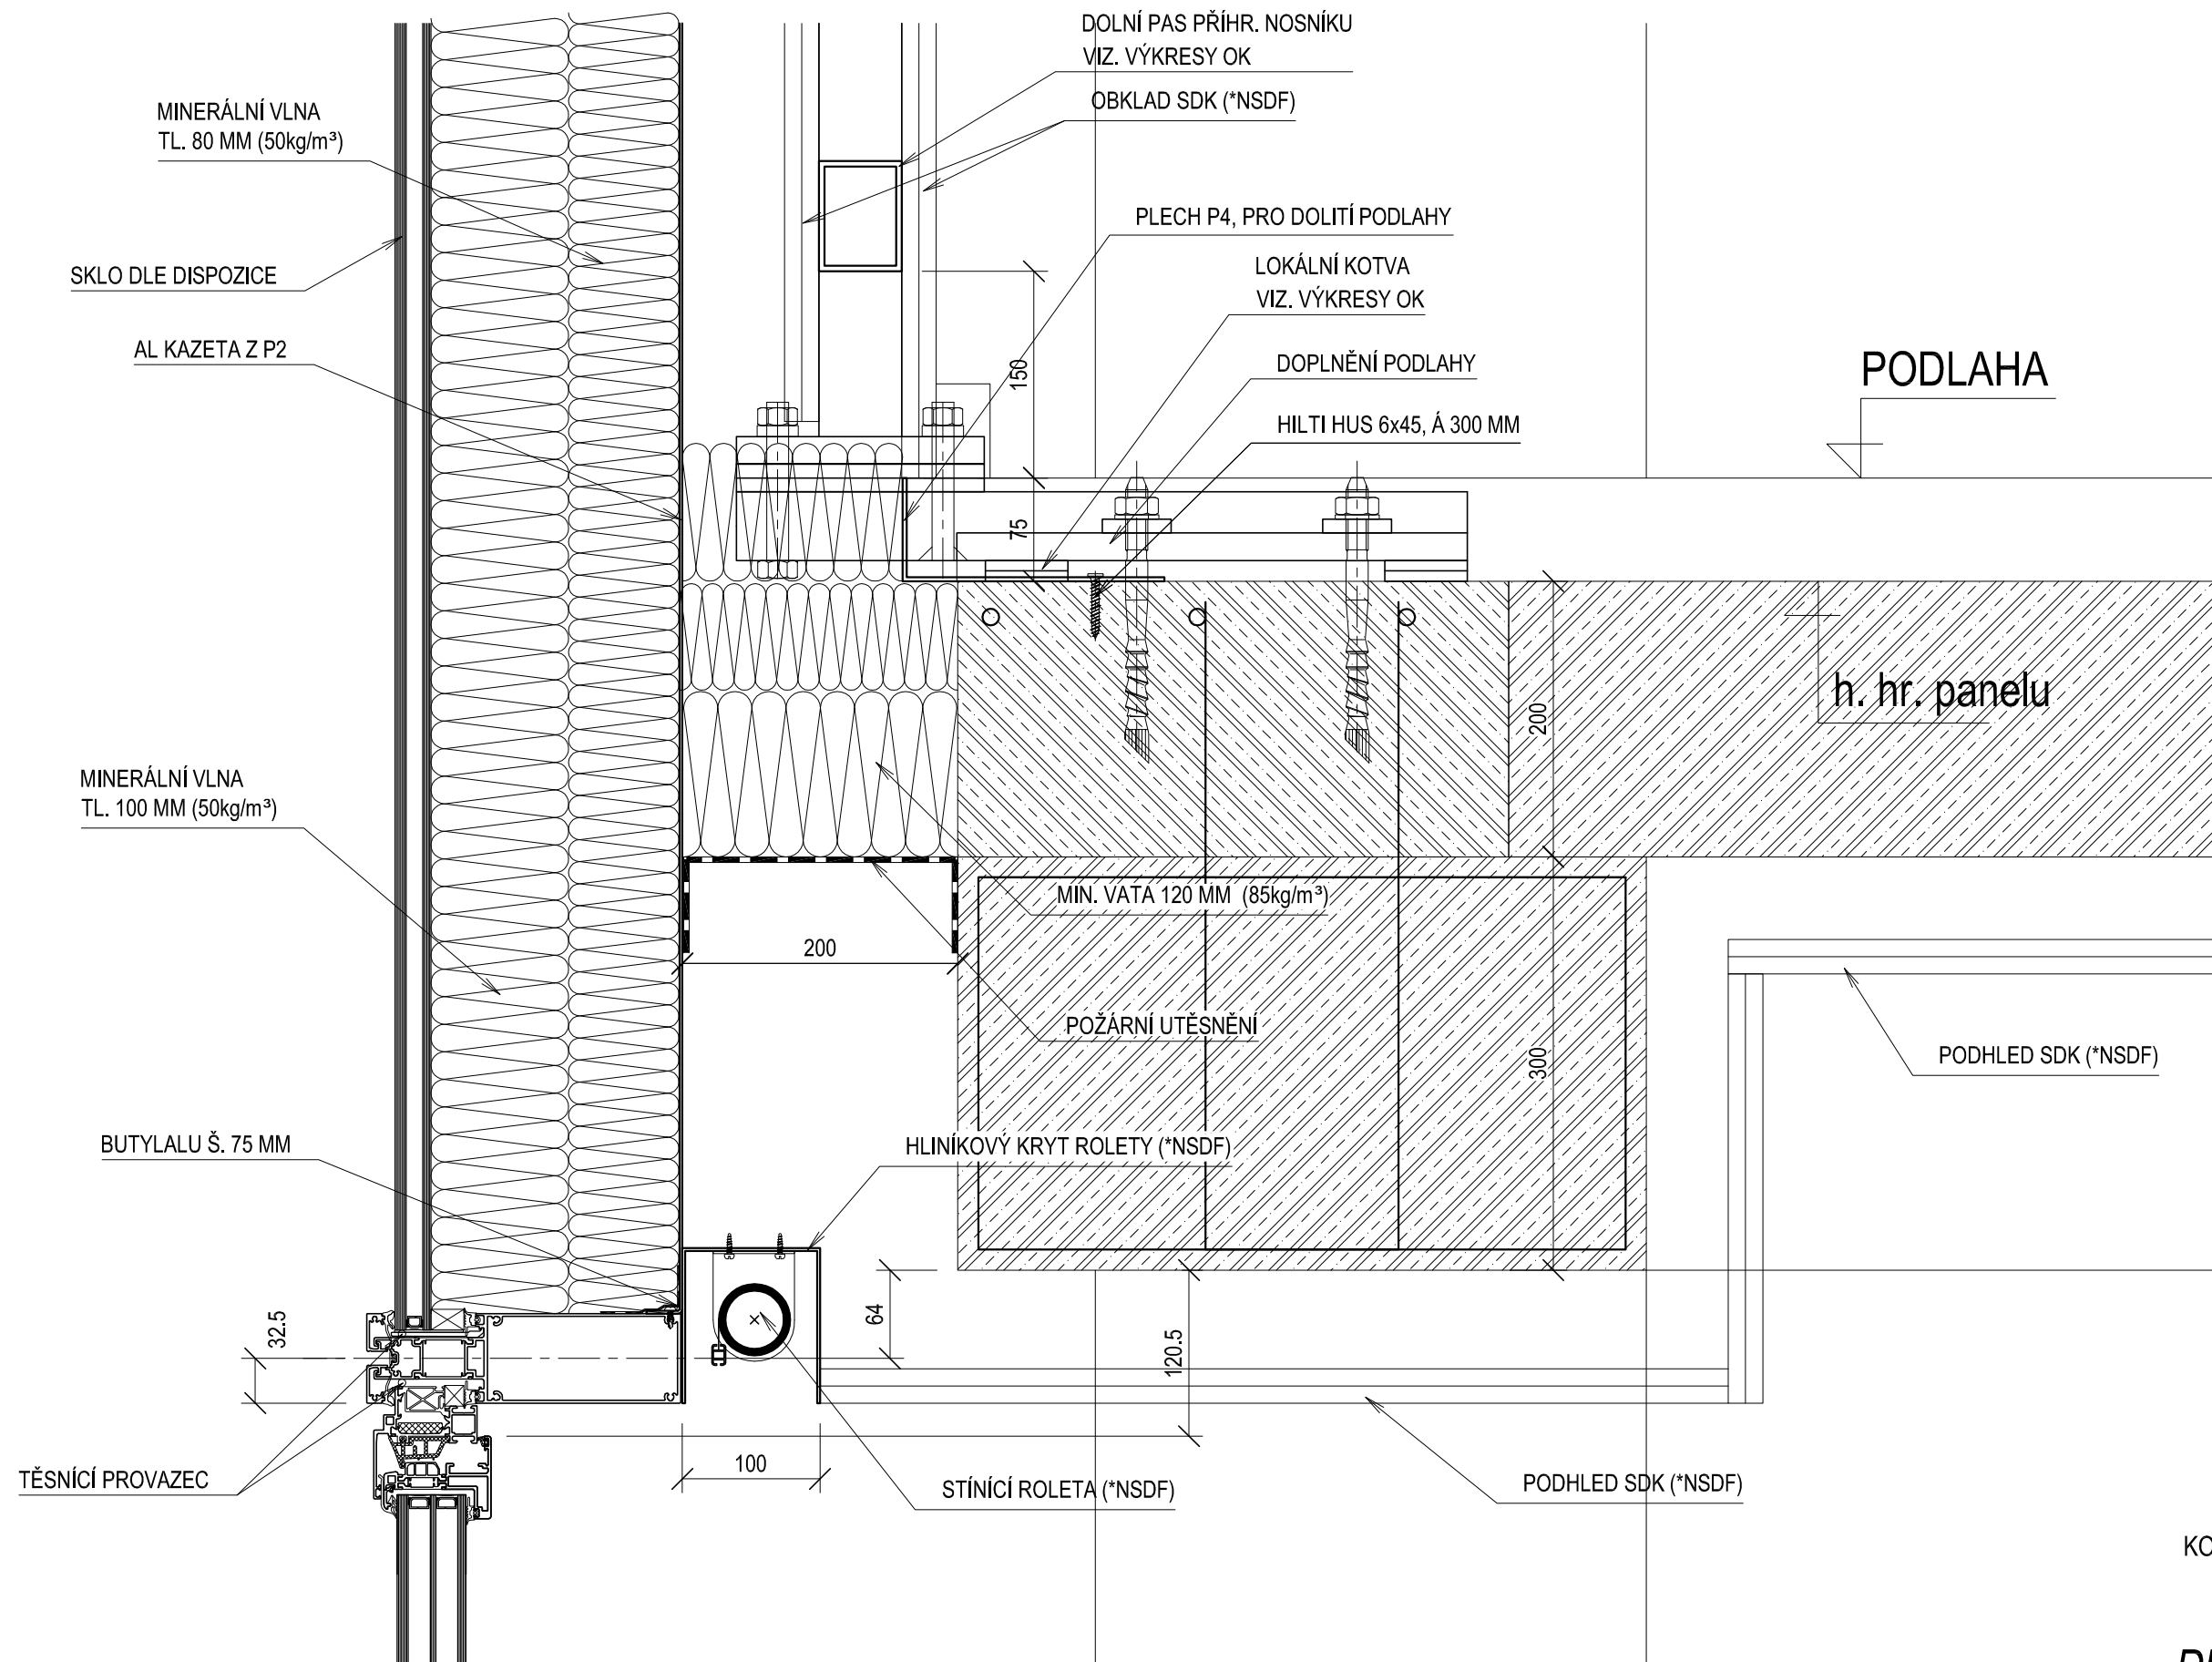 DOLNÍ PAS PŘÍHR. NOSNÍKU
VIZ. VÝKRESY OK
OBKLAD SDK (*NSDF)
MINERÁLNÍ VLNA
TL. 80 MM (50kg/m³)
PLECH P4, PRO DOLITÍ PODLAHY
SKLO DLE DISPOZICE
LOKÁLNÍ KOTVA
VIZ. VÝKRESY OK
AL KAZETA Z P2
DOPLNĚNÍ PODLAHY
PODLAHA
150
HILTI HUS 6x45, Á 300 MM
75
h. hr. panelu
200
MINERÁLNÍ VLNA
TL. 100 MM (50kg/m³)
MIN. VATA 120 MM (85kg/m³)
200
POŽÁRNÍ UTĚSNĚNÍ
300
PODHLED SDK (*NSDF)
BUTYLALU Š. 75 MM
HLINÍKOVÝ KRYT ROLETY (*NSDF)
32.5
64
120.5
100
TĚSNÍCÍ PROVAZEC
STÍNÍCÍ ROLETA (*NSDF)
PODHLED SDK (*NSDF)
KO